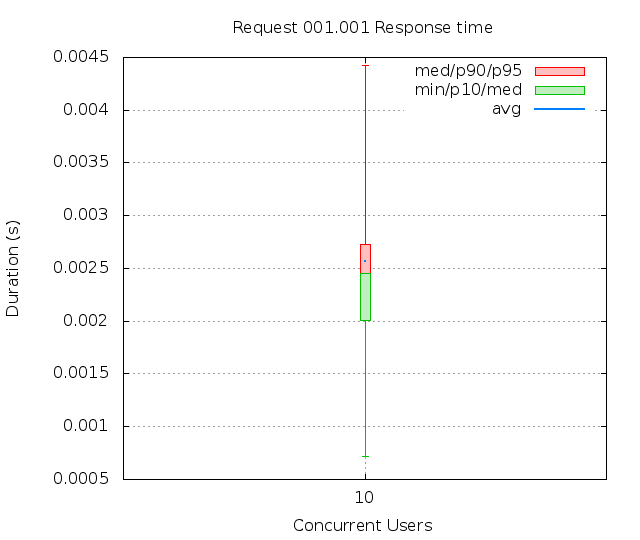 Request 001.001 Response time
0.0045
0.004
0.0035
0.003
0.0025
0.002
0.0015
0.001
0.0005
Duration (s)
med/p90/p95
min/p10/med
avg
10
Concurrent Users